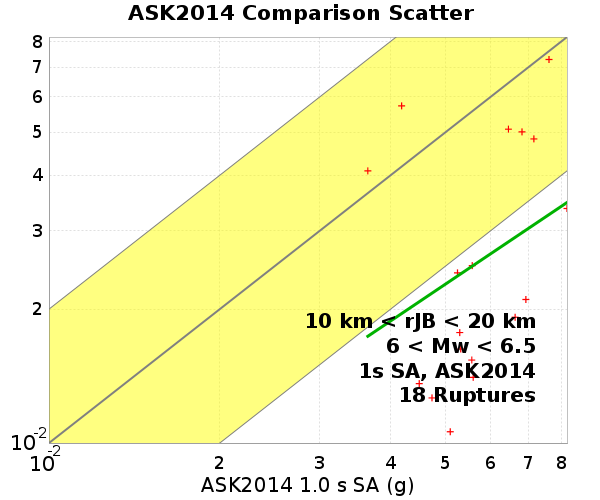 ASK2014 Comparison Scatter
8
7
6
5
4
3
2
10-2
10-2
2 3 4 5 6 7 8
10 km < rJB < 20 km
6 < Mw < 6.5
1s SA, ASK2014
18 Ruptures
ASK2014 1.0 s SA (g)